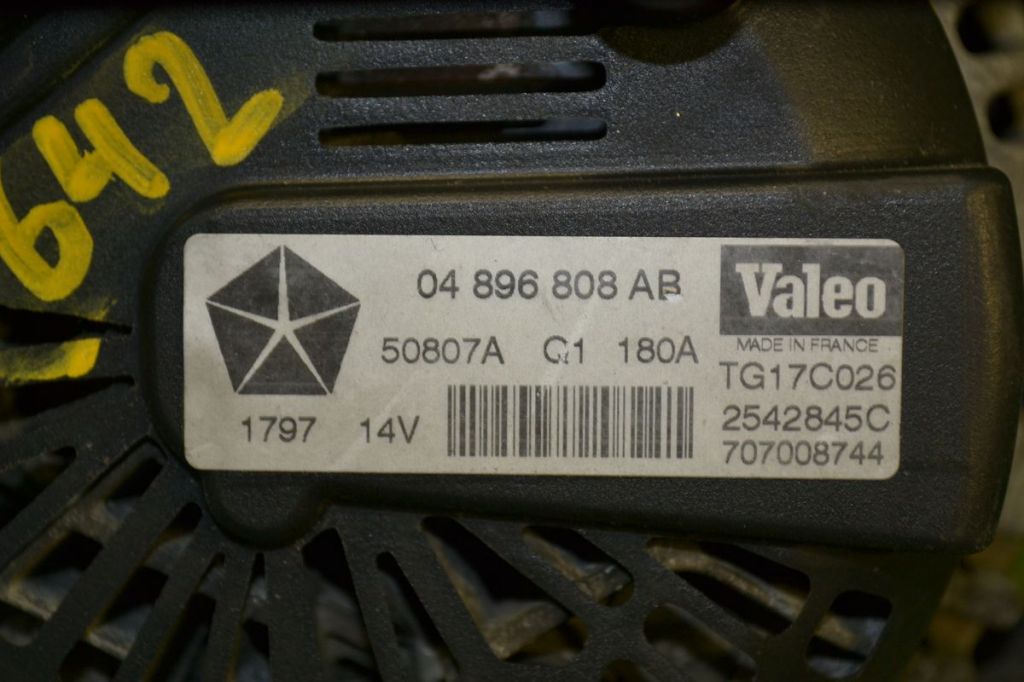 642
04 896 808 AB
Valeo
MADE IN FRANCE
50807A Q1 180A
TG17C026
1797 14V
2542845C
707008744